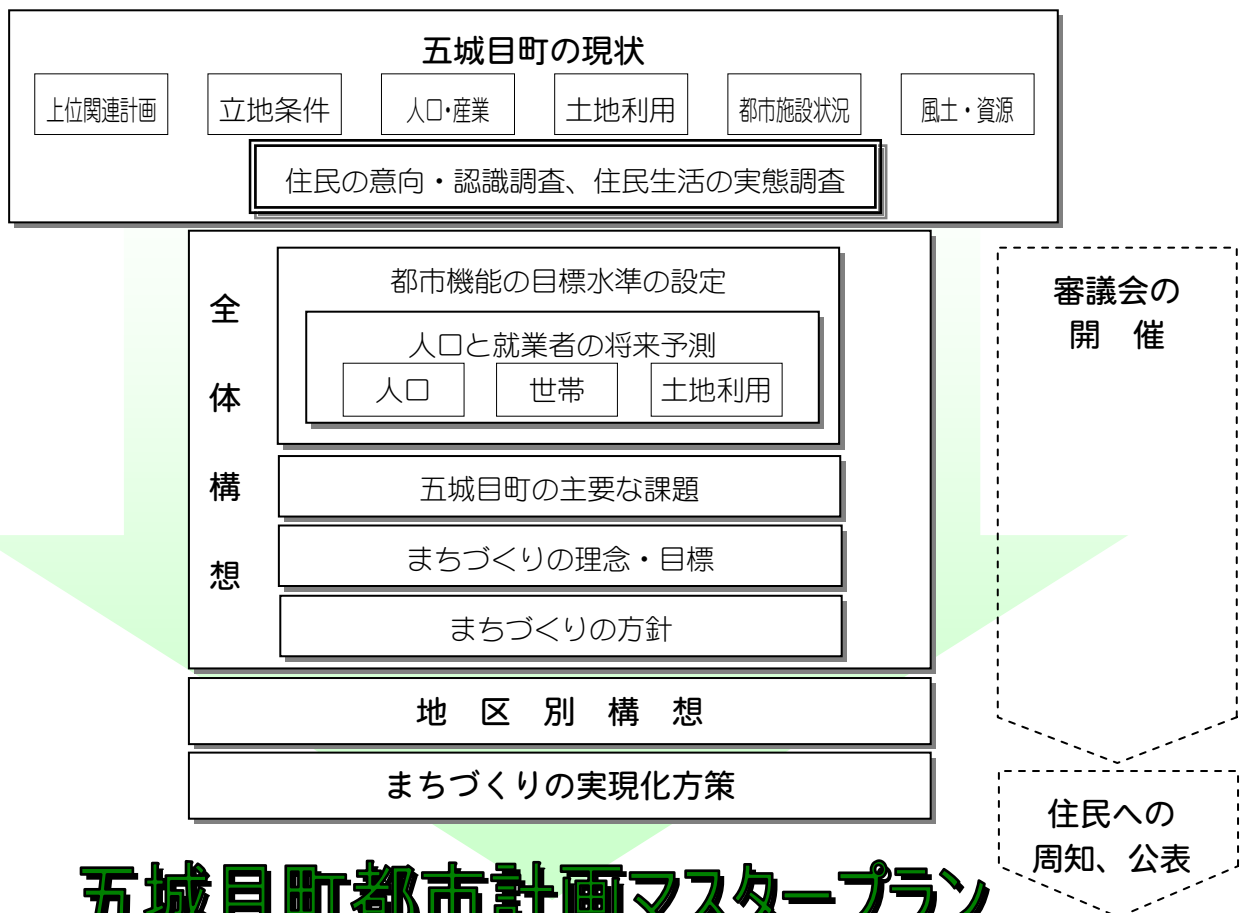 五城目町の現状
上位関連計画 立地条件 人口・産業 土地利用 都市施設状況 風土・資源
住民の意向・認識調査、住民生活の実態調査
全体構想
都市機能の目標水準の設定
人口と就業者の将来予測
人口 世帯 土地利用
五城目町の主要な課題
まちづくりの理念・目標
まちづくりの方針
地区別構想
まちづくりの実現化方策
審議会の
開催
住民への
周知、公表
五城目町都市計画マスタープラン